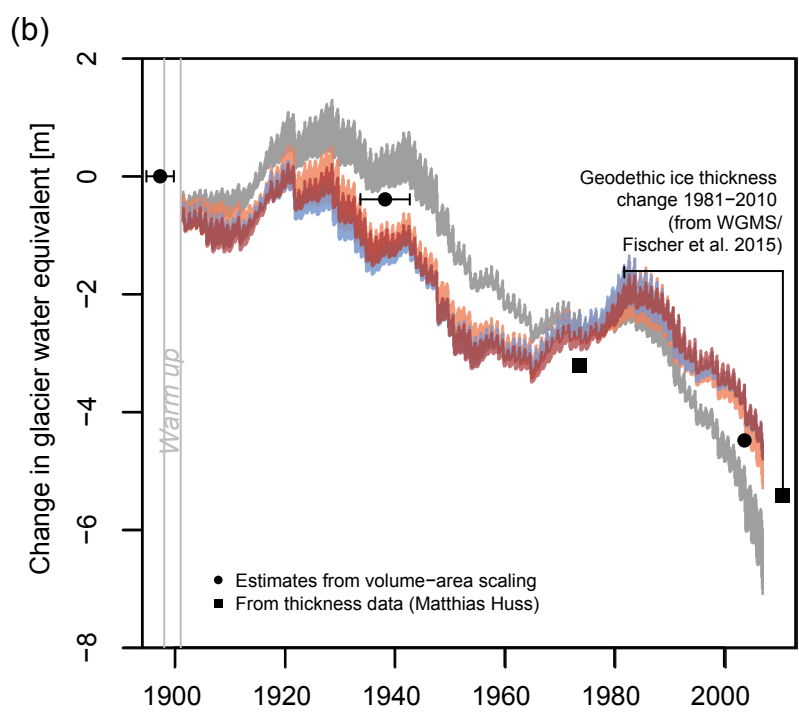 (b)
Change in glacier water equivalent [m]
2
0
−2
−4
−6
−8
Warm up
Geodethic ice thickness
change 1981−2010
(from WGMS/
Fischer et al. 2015)
Estimates from volume−area scaling
From thickness data (Matthias Huss)
1900 1920 1940 1960 1980 2000